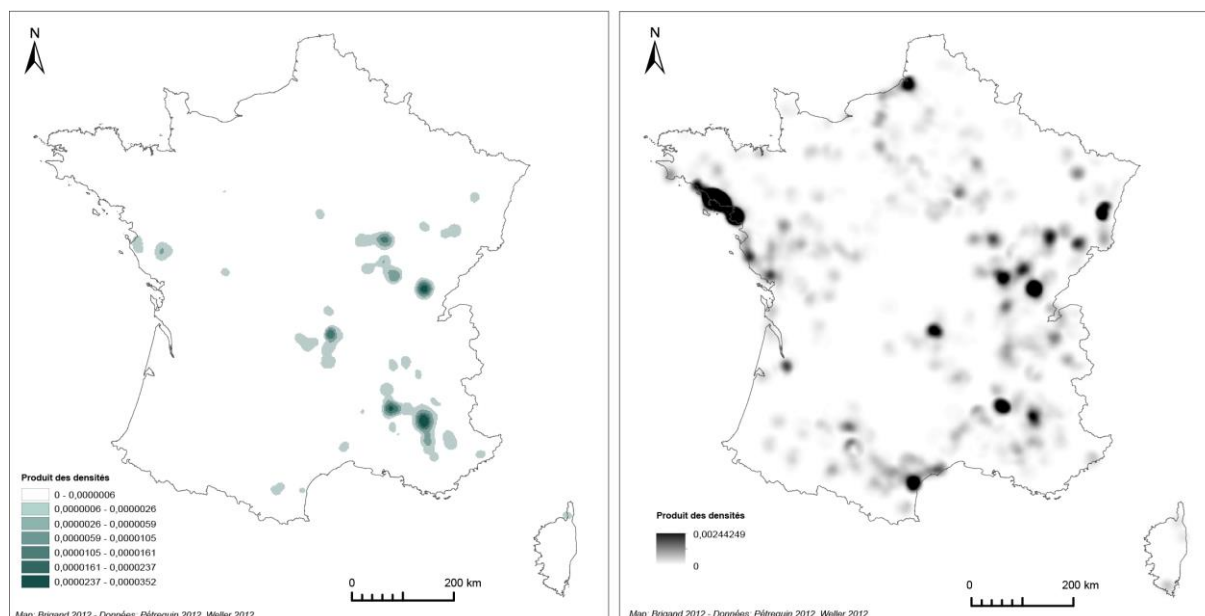 N
Produit des densités
0 - 0,0000006
0,0000006 - 0,0000026
0,0000026 - 0,0000059
0,0000059 - 0,0000105
0,0000105 - 0,0000161
0,0000161 - 0,0000237
0,0000237 - 0,0000352
0 200 km
Map: Brigand 2012 - Données: Pétrequin 2012, Weller 2012
N
Produit des densités
0,00244249
0
0 200 km
Map: Brigand 2012 - Données: Pétrequin 2012, Weller 2012